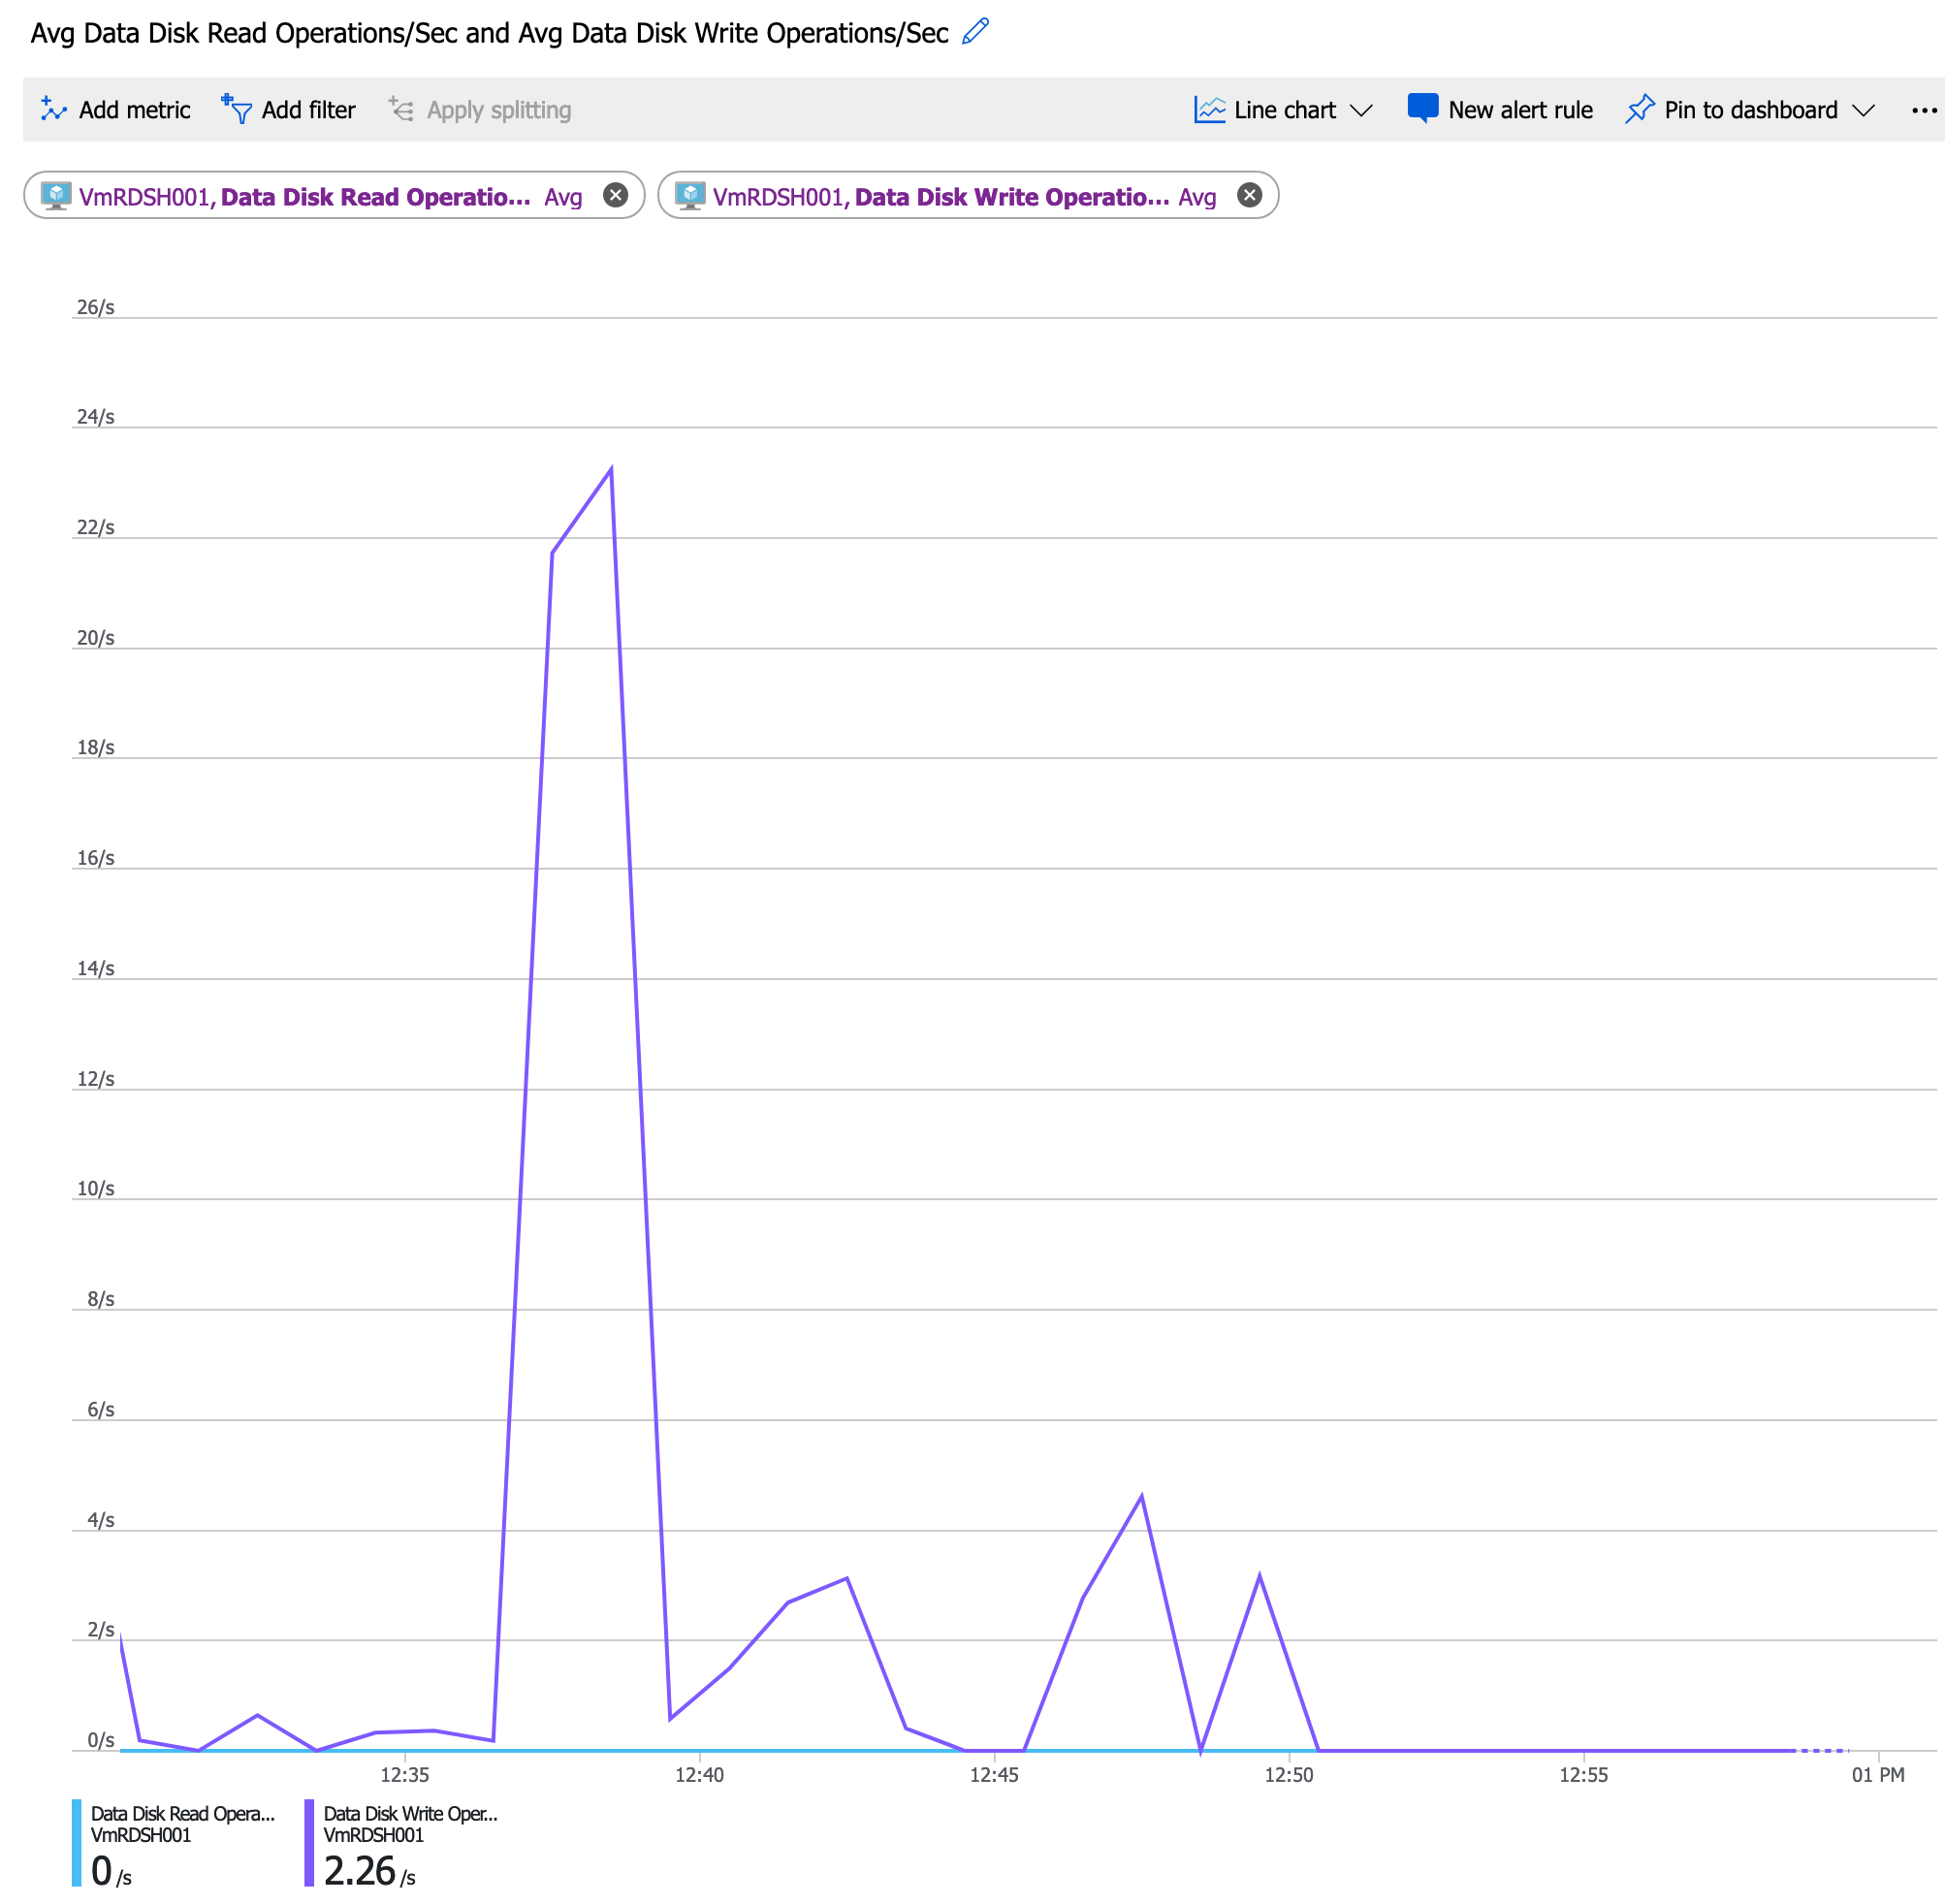 Avg Data Disk Read Operations/Sec and Avg Data Disk Write Operations/Sec
Add metric Add filter Apply splitting Line chart New alert rule Pin to dashboard ...
VmRDSH001, Data Disk Read Operatio... Avg VmRDSH001, Data Disk Write Operatio... Avg
26/s
24/s
22/s
20/s
18/s
16/s
14/s
12/s
10/s
8/s
6/s
4/s
2/s
0/s
12:35 12:40 12:45 12:50 12:55 01 PM
Data Disk Read Opera...
VmRDSH001
0 /s
Data Disk Write Oper...
VmRDSH001
2.26 /s